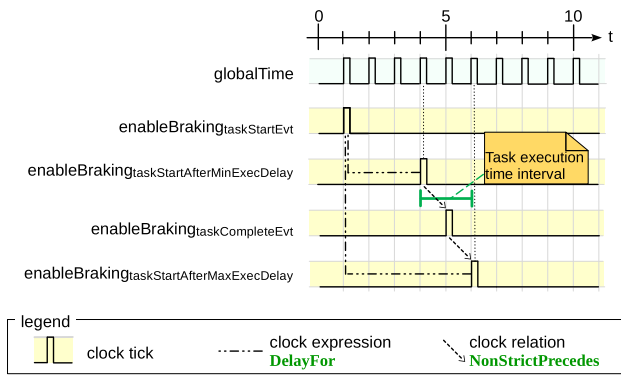 0 5 10
t
globalTime
enableBrakingtaskStartEvt
enableBrakingtaskStartAfterMinExecDelay
Task execution
time interval
enableBrakingtaskCompleteEvt
enableBrakingtaskStartAfterMaxExecDelay
legend
clock tick
clock expression
DelayFor
clock relation
NonStrictPrecedes